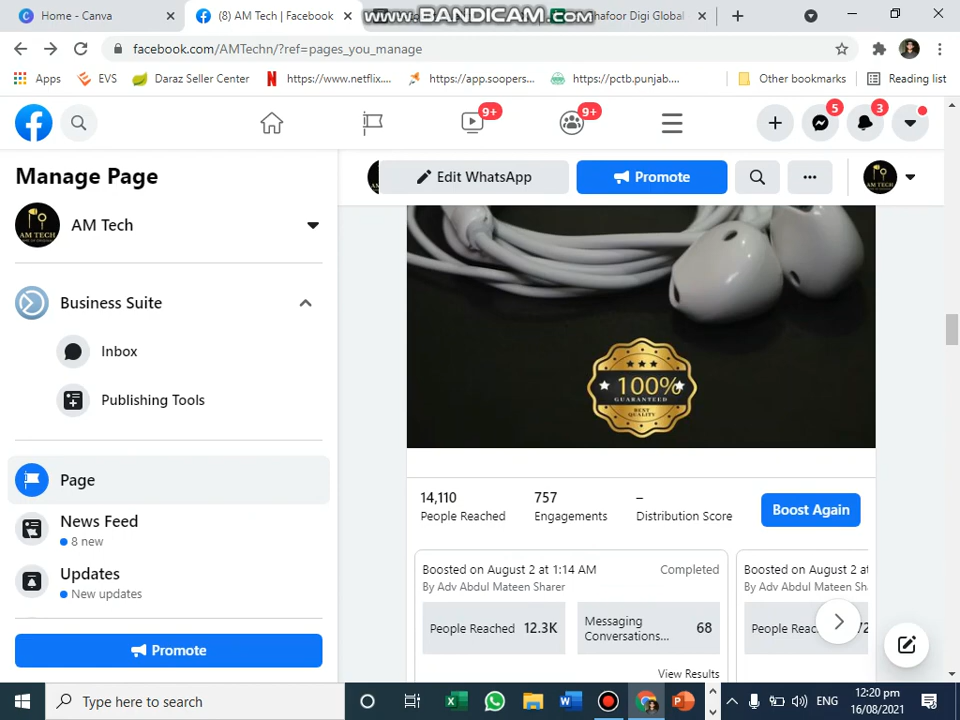 Home - Canva
(8) AM Tech | Facebook
WWW.BANDICAM.COM
hafoor Digi Global
facebook.com/AMTechn/?ref=pages_you_manage
Apps
EVS
Daraz Seller Center
https://www.netflix...
https://app.soopers...
https://pctb.punjab....
Other bookmarks
Reading list
9+
9+
5
3
Manage Page
Edit WhatsApp
Promote
AM TECH
AM Tech
AM TECH
Business Suite
Inbox
Publishing Tools
100%
GUARANTEED
BEST
QUALITY
Page
14,110
757
–
People Reached
Engagements
Distribution Score
Boost Again
News Feed
8 new
Updates
New updates
Boosted on August 2 at 1:14 AM
Completed
By Adv Abdul Mateen Sharer
People Reached
12.3K
Messaging
Conversations...
68
View Results
Boosted on August 2 at
By Adv Abdul Mateen Sh
People Reac
72
Promote
Type here to search
ENG
12:20 pm
16/08/2021